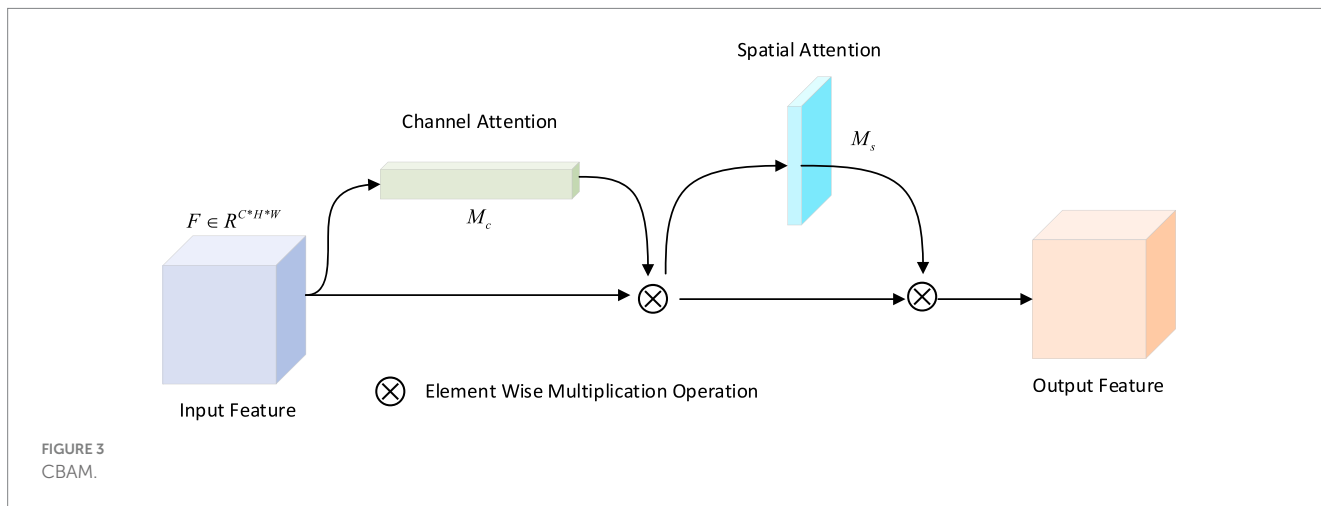 Spatial Attention
Channel Attention
M_s
M_c
F ∈ R^{C*H*W}
Element Wise Multiplication Operation
Input Feature
Output Feature
FIGURE 3
CBAM.